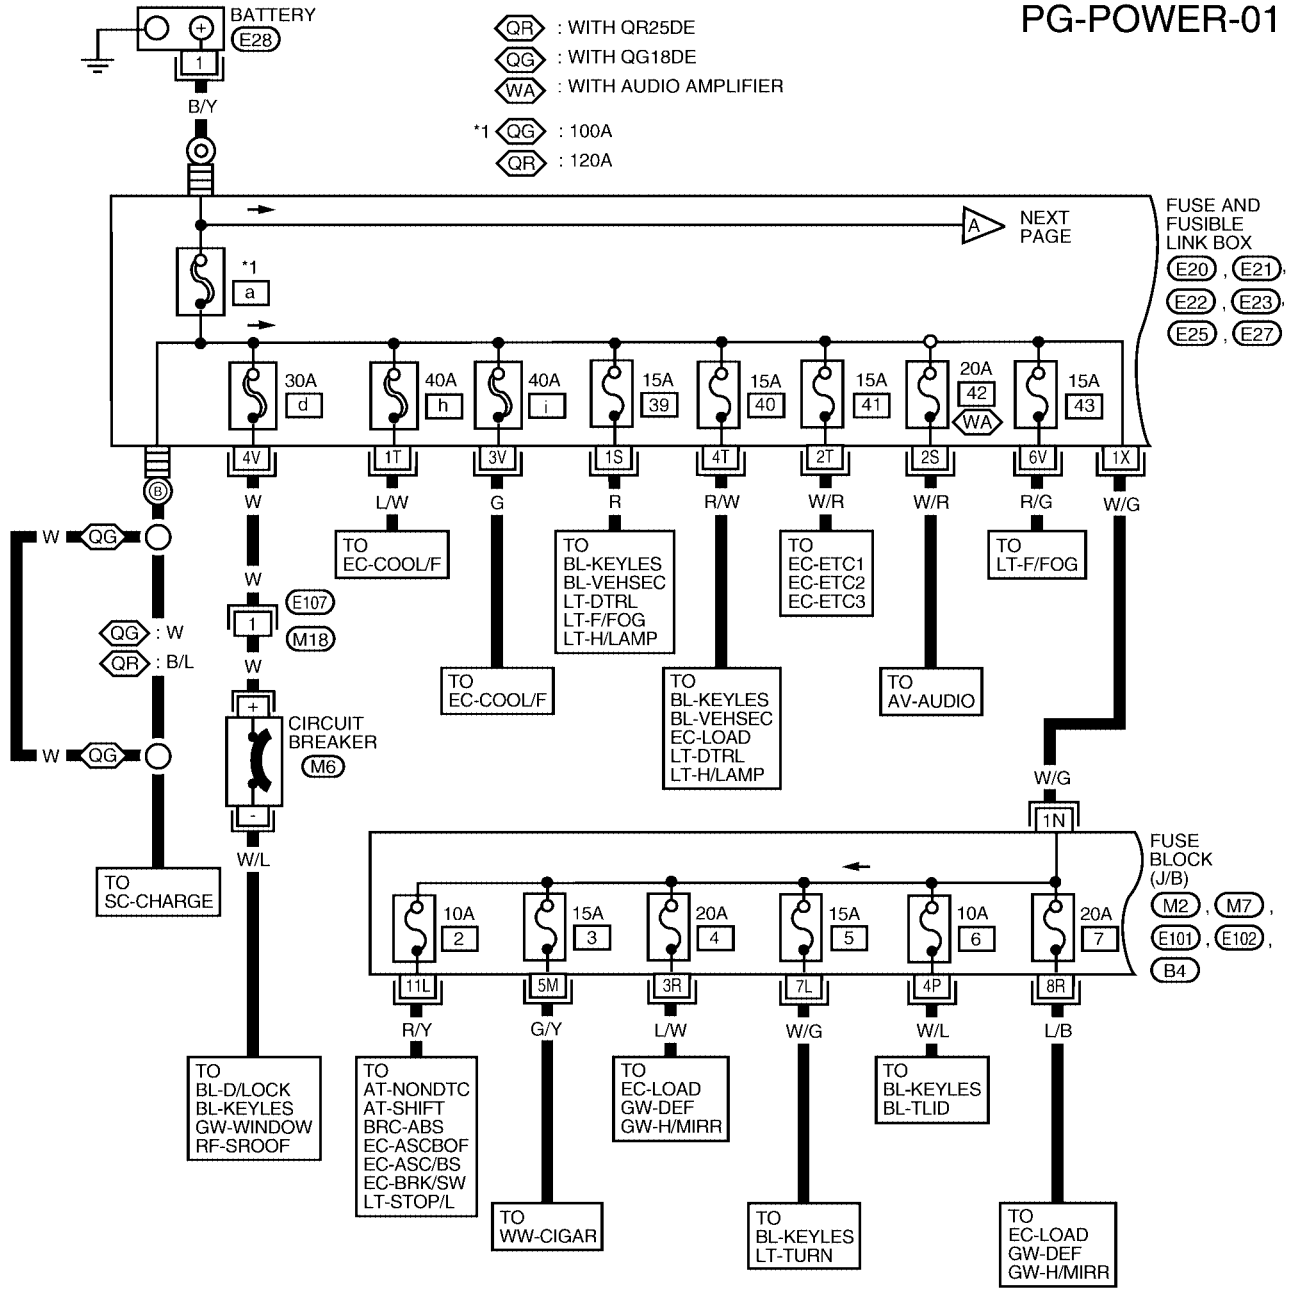 PG-POWER-01
BATTERY
E28
+
1
B/Y
QR : WITH QR25DE
QG : WITH QG18DE
WA : WITH AUDIO AMPLIFIER
*1 QG : 100A
QR : 120A
A
NEXT
PAGE
FUSE AND
FUSIBLE
LINK BOX
E20 , E21 ,
E22 , E23 ,
E25 , E27
*1
a
30A
d
40A
h
40A
i
15A
39
15A
40
15A
41
20A
42
WA
15A
43
4V 1T 3V 1S 4T 2T 2S 6V 1X
B
W L/W G R R/W W/R W/R R/G W/G
W QG
TO
EC-COOL/F
TO
BL-KEYLES
BL-VEHSEC
LT-DTRL
LT-F/FOG
LT-H/LAMP
TO
EC-ETC1
EC-ETC2
EC-ETC3
TO
LT-F/FOG
W
E107
1
M18
QG : W
QR : B/L
W
TO
EC-COOL/F
TO
BL-KEYLES
BL-VEHSEC
EC-LOAD
LT-DTRL
LT-H/LAMP
TO
AV-AUDIO
+
CIRCUIT
BREAKER
M6
-
W QG
W/G
1N
W/L
TO
SC-CHARGE
FUSE
BLOCK
(J/B)
M2 , M7 ,
E101 , E102 ,
B4
10A
2
15A
3
20A
4
15A
5
10A
6
20A
7
11L 5M 3R 7L 4P 8R
R/Y G/Y L/W W/G W/L L/B
TO
BL-D/LOCK
BL-KEYLES
GW-WINDOW
RF-SROOF
TO
AT-NONDTC
AT-SHIFT
BRC-ABS
EC-ASCBOF
EC-ASC/BS
EC-BRK/SW
LT-STOP/L
TO
WW-CIGAR
TO
EC-LOAD
GW-DEF
GW-H/MIRR
TO
BL-KEYLES
LT-TURN
TO
BL-KEYLES
BL-TLID
TO
EC-LOAD
GW-DEF
GW-H/MIRR